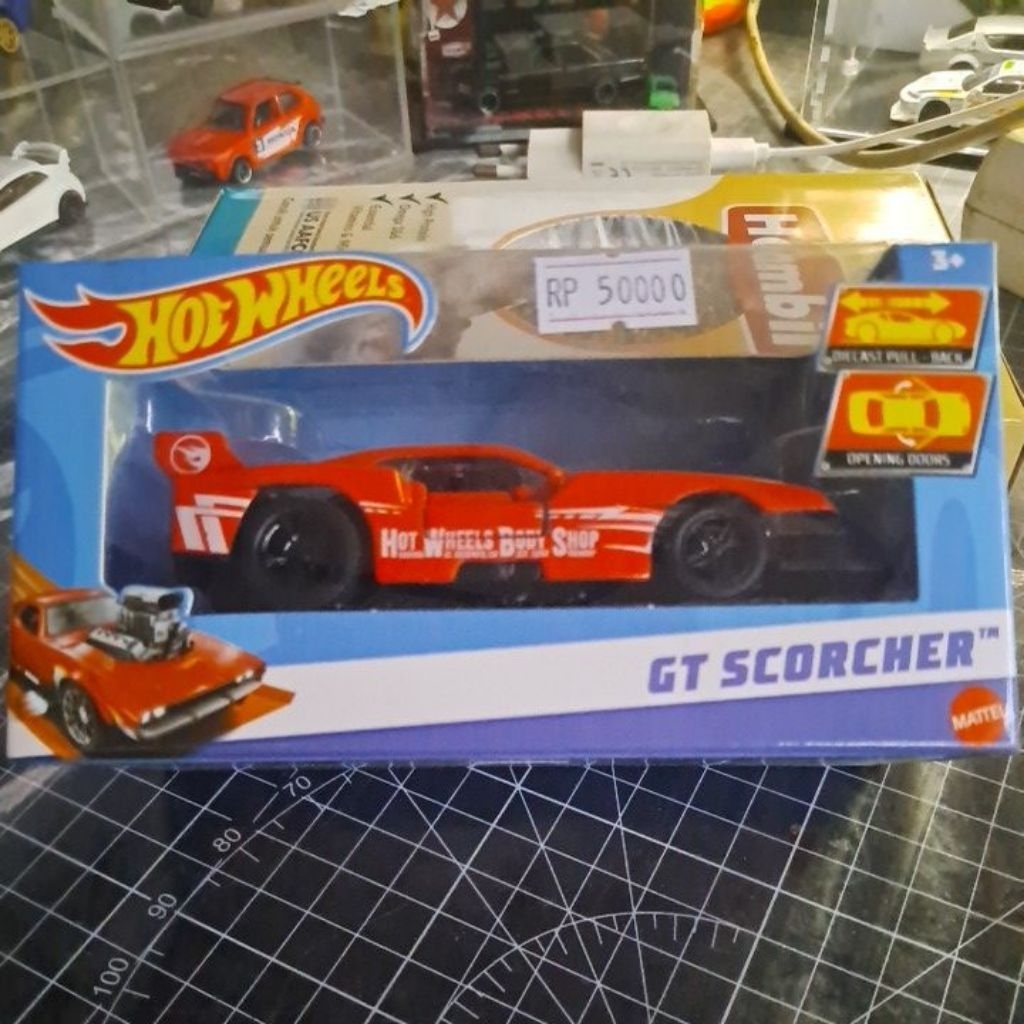 HOT WHEELS
RP 50000
3+
DIECAST PULL-BACK
OPENING DOORS
HOT WHEELS BODY SHOP
GT SCORCHER™
MATTEL
70
80
90
100